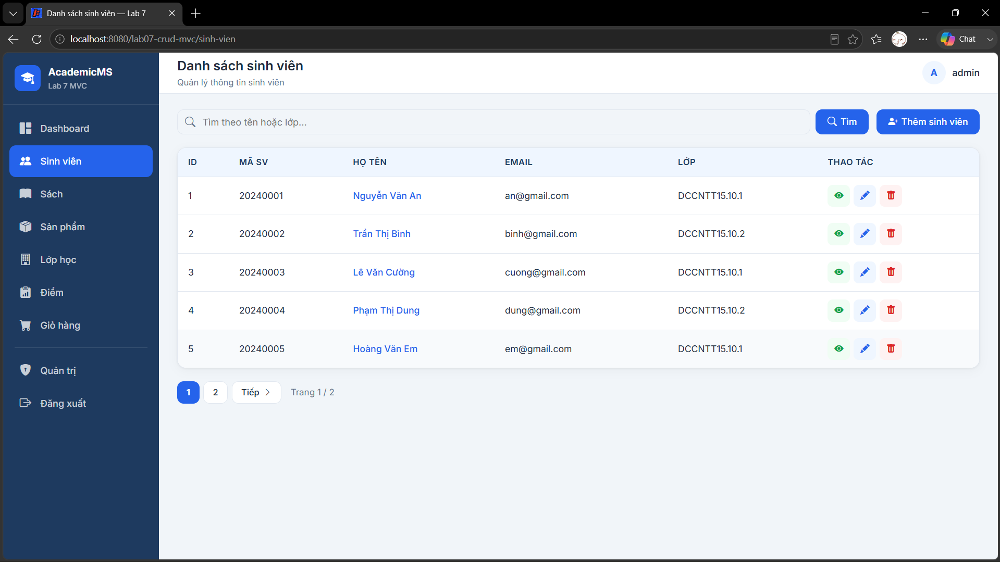 Danh sách sinh viên — Lab 7
localhost:8080/lab07-crud-mvc/sinh-vien
Chat
AcademicMS
Lab 7 MVC
Dashboard
Sinh viên
Sách
Sản phẩm
Lớp học
Điểm
Giỏ hàng
Quản trị
Đăng xuất
Danh sách sinh viên
Quản lý thông tin sinh viên
A admin
Tìm theo tên hoặc lớp...
Tìm
Thêm sinh viên
ID MÃ SV HỌ TÊN EMAIL LỚP THAO TÁC
1 20240001 Nguyễn Văn An an@gmail.com DCCNTT15.10.1
2 20240002 Trần Thị Bình binh@gmail.com DCCNTT15.10.2
3 20240003 Lê Văn Cường cuong@gmail.com DCCNTT15.10.1
4 20240004 Phạm Thị Dung dung@gmail.com DCCNTT15.10.2
5 20240005 Hoàng Văn Em em@gmail.com DCCNTT15.10.1
1 2 Tiếp Trang 1 / 2